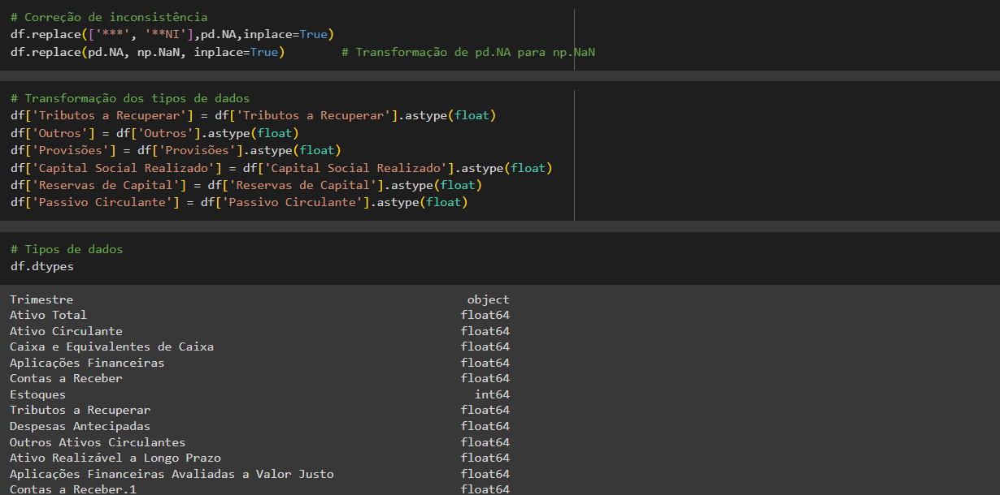 # Correção de inconsistência
df.replace(['***', '**NI'],pd.NA,inplace=True)
df.replace(pd.NA, np.NaN, inplace=True)        # Transformação de pd.NA para np.NaN
# Transformação dos tipos de dados
df['Tributos a Recuperar'] = df['Tributos a Recuperar'].astype(float)
df['Outros'] = df['Outros'].astype(float)
df['Provisões'] = df['Provisões'].astype(float)
df['Capital Social Realizado'] = df['Capital Social Realizado'].astype(float)
df['Reservas de Capital'] = df['Reservas de Capital'].astype(float)
df['Passivo Circulante'] = df['Passivo Circulante'].astype(float)
# Tipos de dados
df.dtypes
Trimestre object
Ativo Total float64
Ativo Circulante float64
Caixa e Equivalentes de Caixa float64
Aplicações Financeiras float64
Contas a Receber float64
Estoques int64
Tributos a Recuperar float64
Despesas Antecipadas float64
Outros Ativos Circulantes float64
Ativo Realizável a Longo Prazo float64
Aplicações Financeiras Avaliadas a Valor Justo float64
Contas a Receber.1 float64